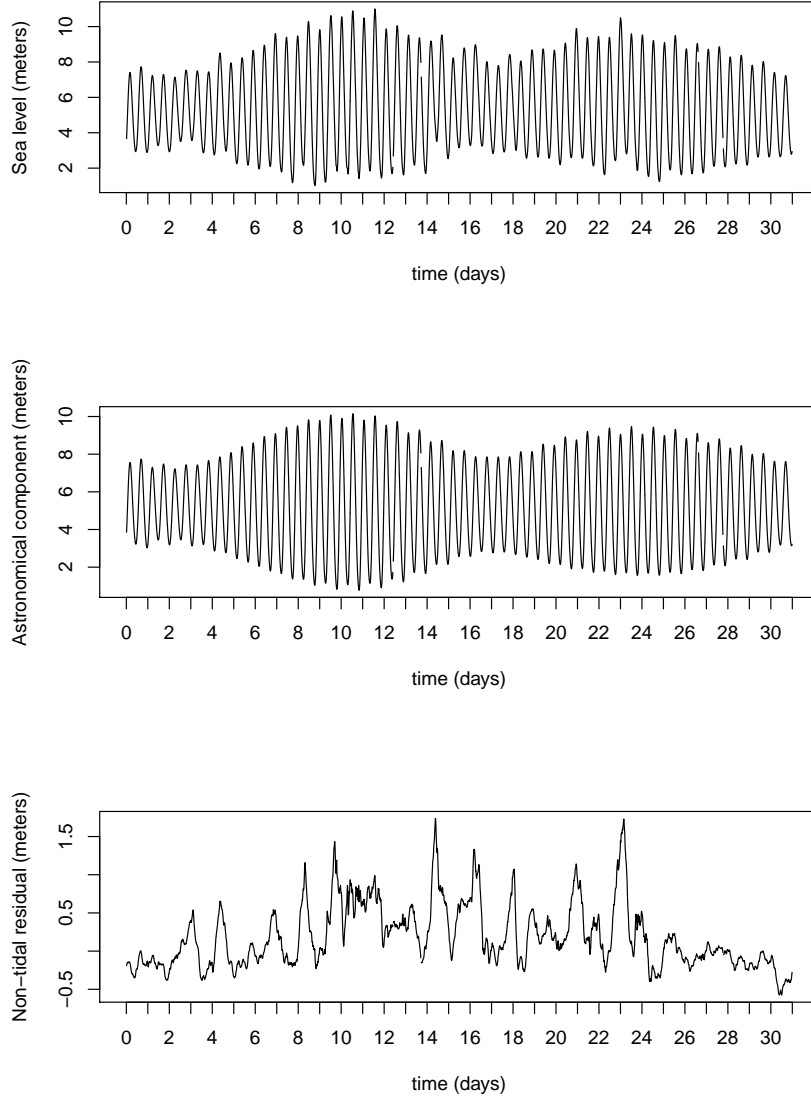 Sea level (meters)
2 4 6 8 10
0 2 4 6 8 10 12 14 16 18 20 22 24 26 28 30
time (days)
Astronomical component (meters)
2 4 6 8 10
0 2 4 6 8 10 12 14 16 18 20 22 24 26 28 30
time (days)
Non−tidal residual (meters)
−0.5 0.5 1.5
0 2 4 6 8 10 12 14 16 18 20 22 24 26 28 30
time (days)